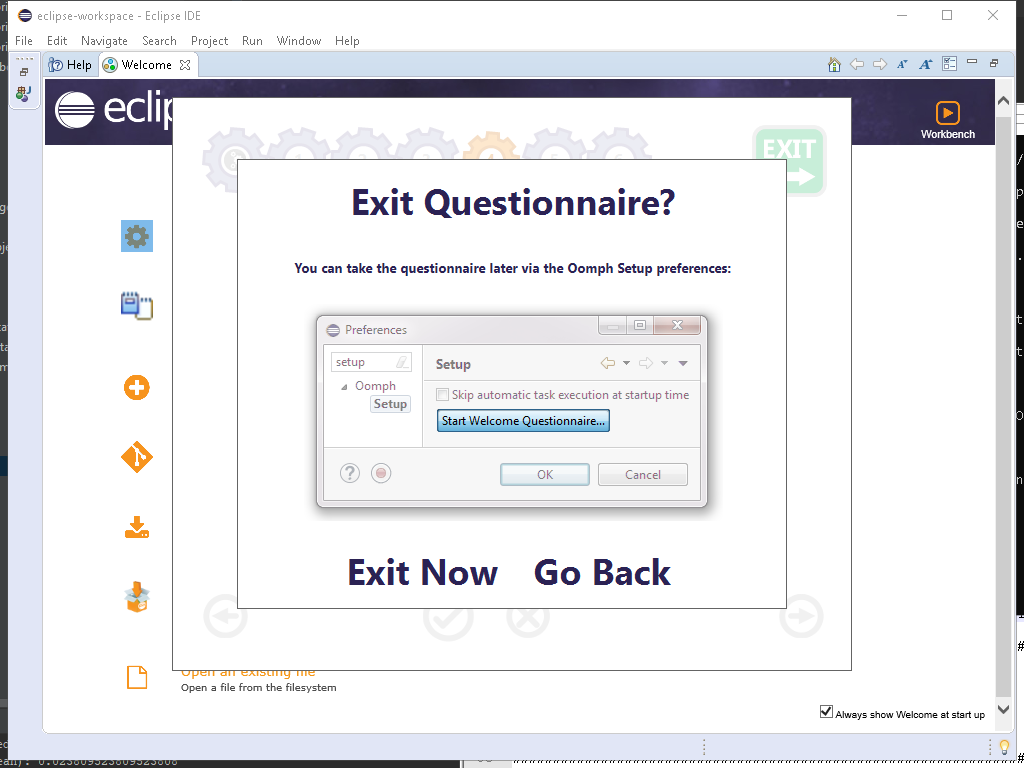 eclipse-workspace - Eclipse IDE
File Edit Navigate Search Project Run Window Help
Help Welcome
eclip
Workbench
EXIT
Exit Questionnaire?
You can take the questionnaire later via the Oomph Setup preferences:
Preferences
setup
Setup
Oomph
Skip automatic task execution at startup time
Setup
Start Welcome Questionnaire...
OK Cancel
Exit Now Go Back
Open an existing file
Open a file from the filesystem
Always show Welcome at start up